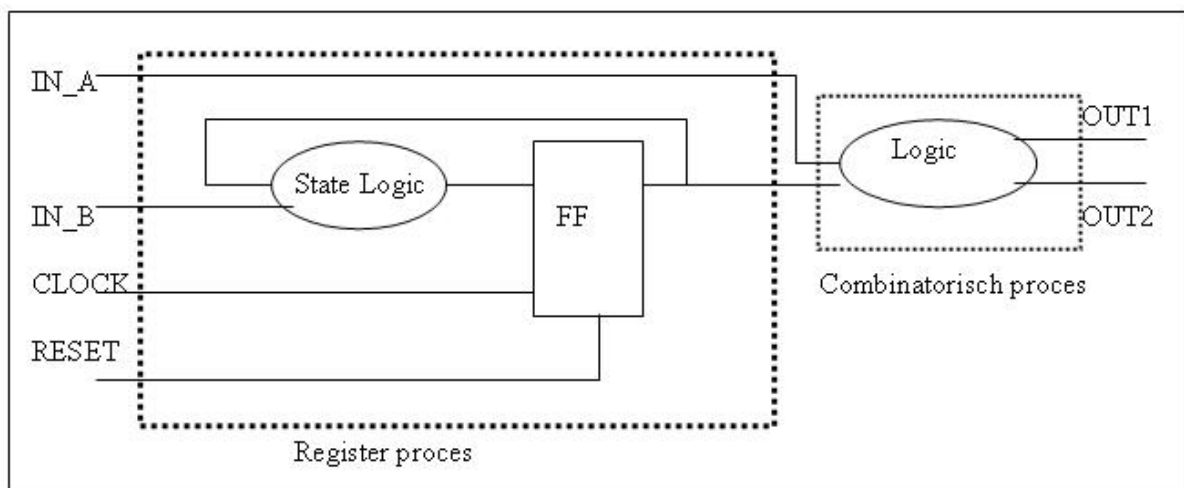 IN_A
OUT1
Logic
State Logic
IN_B
FF
OUT2
CLOCK
Combinatorisch proces
RESET
Register proces